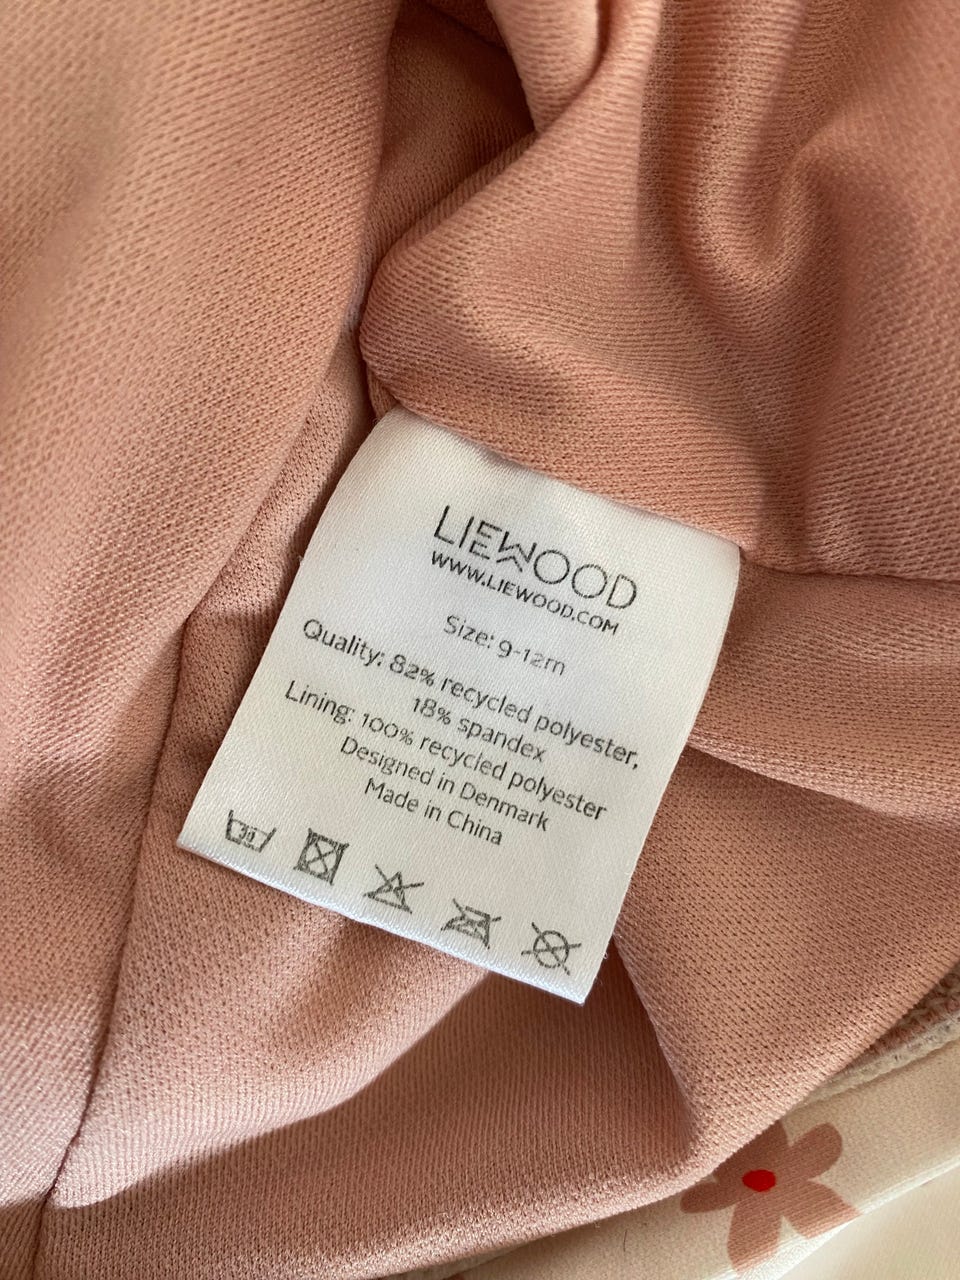 LIEWOOD
WWW.LIEWOOD.COM
Size: 9-12m
Quality: 82% recycled polyester,
18% spandex
Lining: 100% recycled polyester
Designed in Denmark
Made in China
30